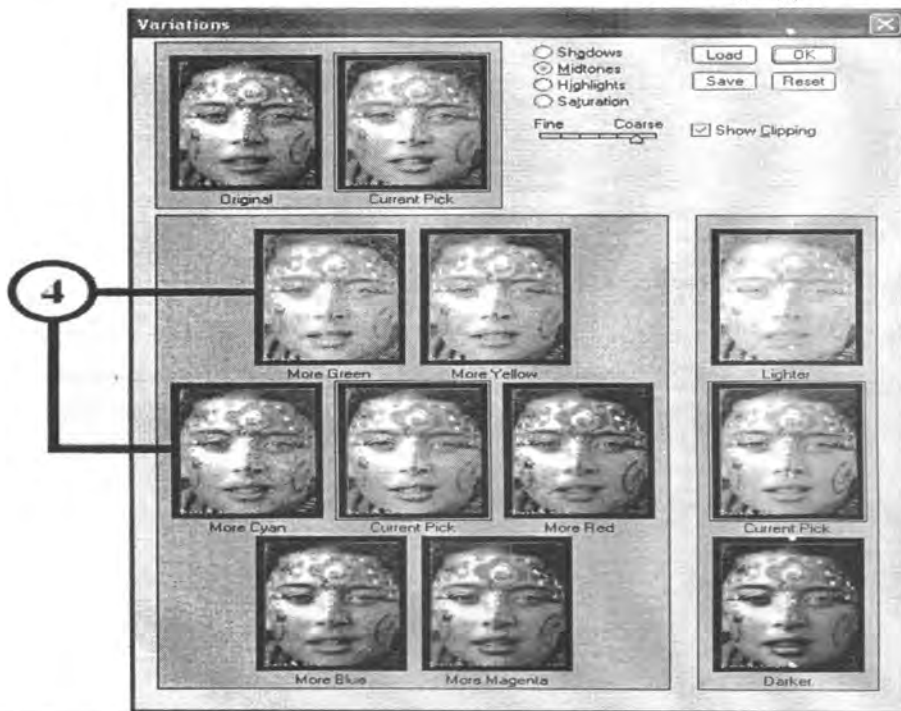 Variations
Shadows
Midtones
Highlights
Saturation
Load
OK
Save
Reset
Fine
Coarse
Show Clipping
Original
Current Pick
4
More Green
More Yellow
Lighter
More Cyan
Current Pick
More Red
Current Pick
More Blue
More Magenta
Darker